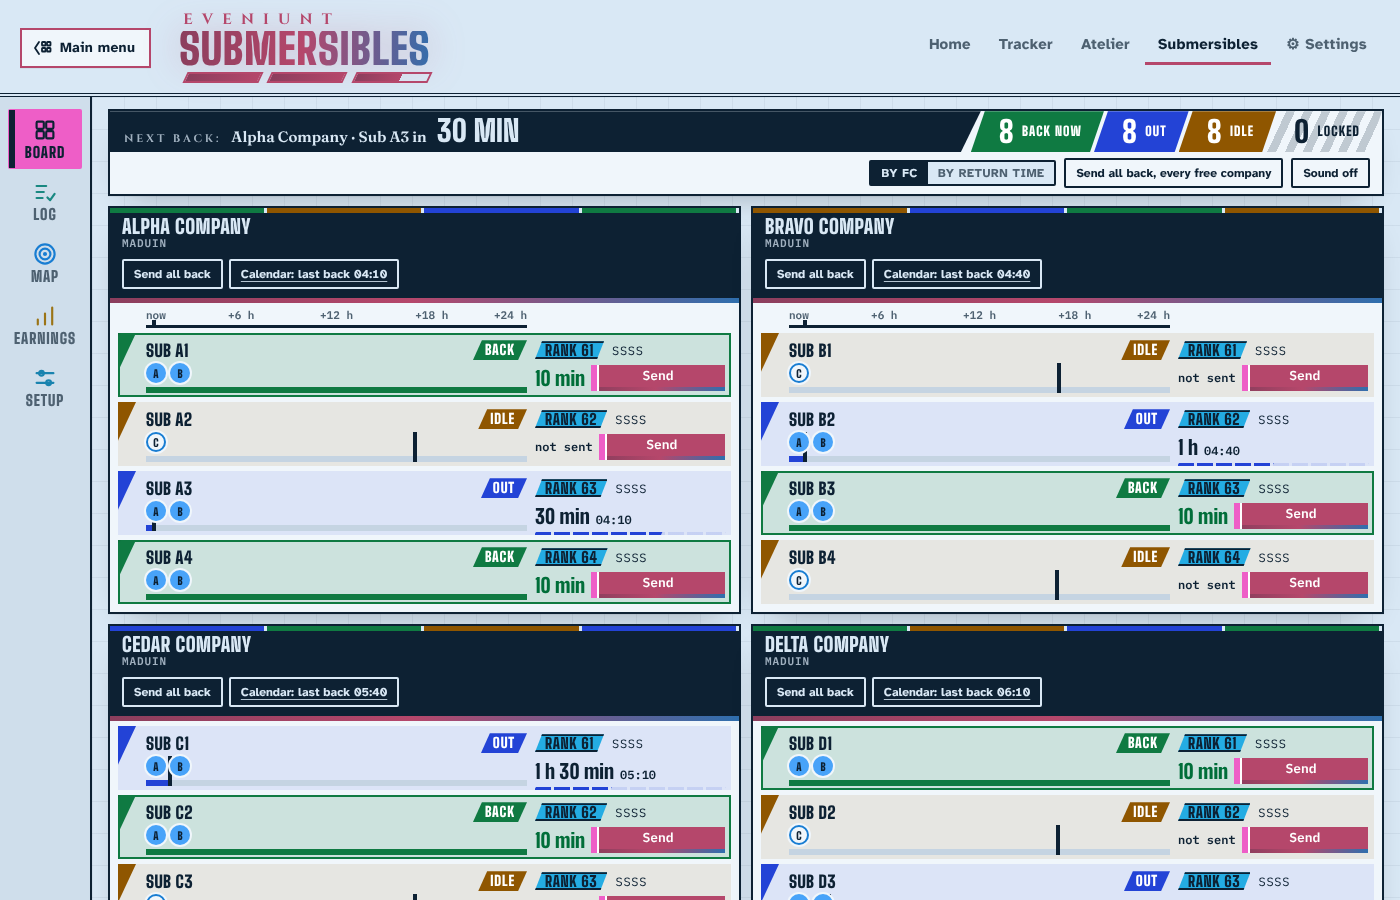 Main menu
EVENIUNT
SUBMERSIBLES
Home Tracker Atelier Submersibles ⚙ Settings
BOARD
LOG
MAP
EARNINGS
SETUP
NEXT BACK: Alpha Company · Sub A3 in 30 MIN
8 BACK NOW 8 OUT 8 IDLE 0 LOCKED
BY FC BY RETURN TIME Send all back, every free company Sound off
ALPHA COMPANY
MADUIN
Send all back Calendar: last back 04:10
now +6 h +12 h +18 h +24 h
SUB A1 BACK RANK 61 SSSS
A B 10 min Send
SUB A2 IDLE RANK 62 SSSS
C not sent Send
SUB A3 OUT RANK 63 SSSS
A B 30 min 04:10
SUB A4 BACK RANK 64 SSSS
A B 10 min Send
BRAVO COMPANY
MADUIN
Send all back Calendar: last back 04:40
now +6 h +12 h +18 h +24 h
SUB B1 IDLE RANK 61 SSSS
C not sent Send
SUB B2 OUT RANK 62 SSSS
A B 1 h 04:40
SUB B3 BACK RANK 63 SSSS
A B 10 min Send
SUB B4 IDLE RANK 64 SSSS
C not sent Send
CEDAR COMPANY
MADUIN
Send all back Calendar: last back 05:40
SUB C1 OUT RANK 61 SSSS
A B 1 h 30 min 05:10
SUB C2 BACK RANK 62 SSSS
A B 10 min Send
SUB C3 IDLE RANK 63 SSSS
DELTA COMPANY
MADUIN
Send all back Calendar: last back 06:10
SUB D1 BACK RANK 61 SSSS
A B 10 min Send
SUB D2 IDLE RANK 62 SSSS
C not sent Send
SUB D3 OUT RANK 63 SSSS